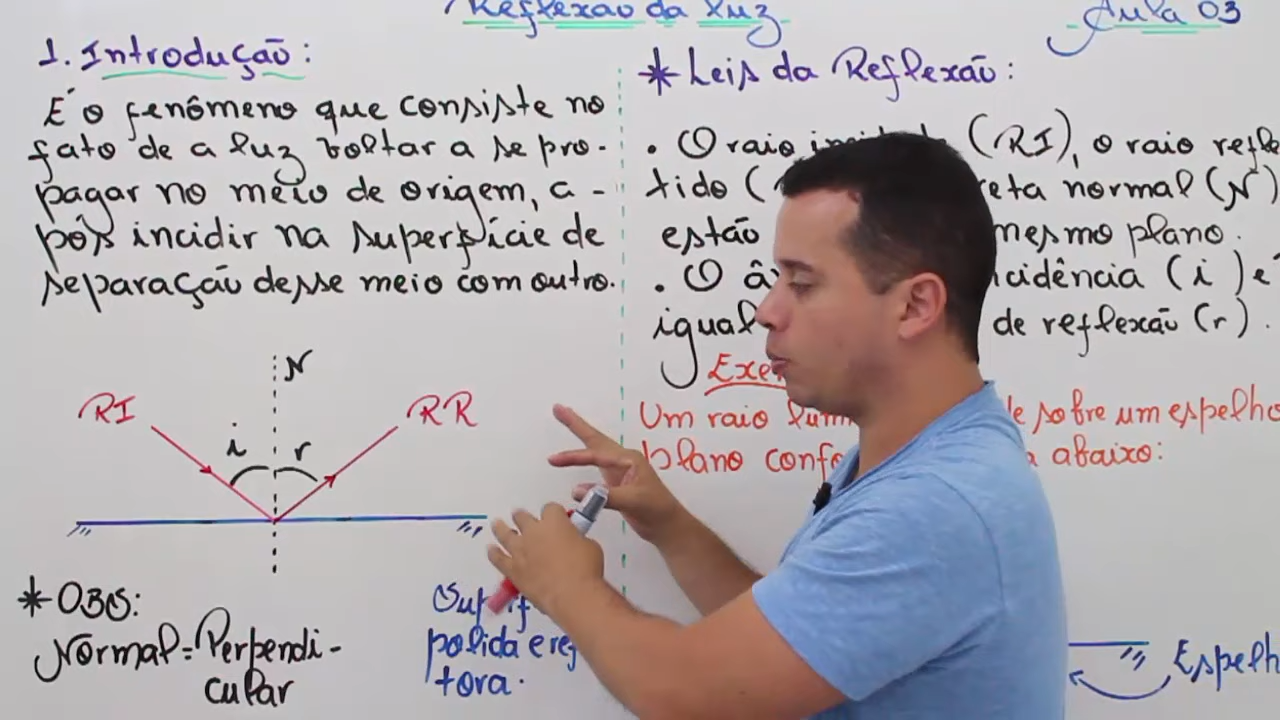 Reflexão da luz
Aula 03
1. Introdução:
É o fenômeno que consiste no
fato de a luz voltar a se pro-
pagar no meio de origem, a-
pós incidir na superfície de
separação desse meio com outro.
N
RI
RR
i
r
* OBS:
Normal = Perpendi-
cular
polida e
tora.
* Leis da Reflexão:
. O raio (RI), o raio refle
tido ( reta normal (N)
estão mesmo plano.
. O (i) é
igual de reflexão (r).
Um raio sobre um espelho
plano abaixo:
Espelh